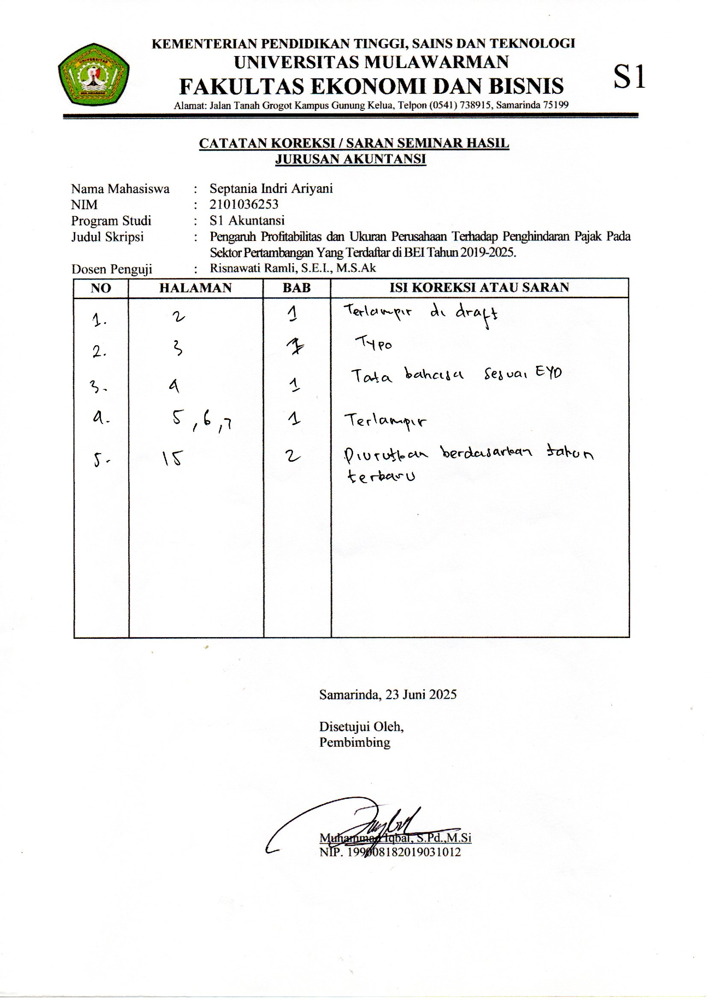 KEMENTERIAN PENDIDIKAN TINGGI, SAINS DAN TEKNOLOGI
UNIVERSITAS MULAWARMAN
FAKULTAS EKONOMI DAN BISNIS
Alamat: Jalan Tanah Grogot Kampus Gunung Kelua, Telpon (0541) 738915, Samarinda 75199
S1
CATATAN KOREKSI / SARAN SEMINAR HASIL
JURUSAN AKUNTANSI
Nama Mahasiswa : Septania Indri Ariyani
NIM : 2101036253
Program Studi : S1 Akuntansi
Judul Skripsi : Pengaruh Profitabilitas dan Ukuran Perusahaan Terhadap Penghindaran Pajak Pada
Sektor Pertambangan Yang Terdaftar di BEI Tahun 2019-2025.
Dosen Penguji : Risnawati Ramli, S.E.I., M.S.Ak
NO HALAMAN BAB ISI KOREKSI ATAU SARAN
1. 2 1 Terlampir di draft
2. 3 1 Typo
3. 4 1 Tata bahasa sesuai EYD
4. 5, 6, 7 1 Terlampir
5. 15 2 Diurutkan berdasarkan tahun
terbaru
Samarinda, 23 Juni 2025
Disetujui Oleh,
Pembimbing
Muhammad Iqbal, S.Pd.,M.Si
NIP. 199008182019031012